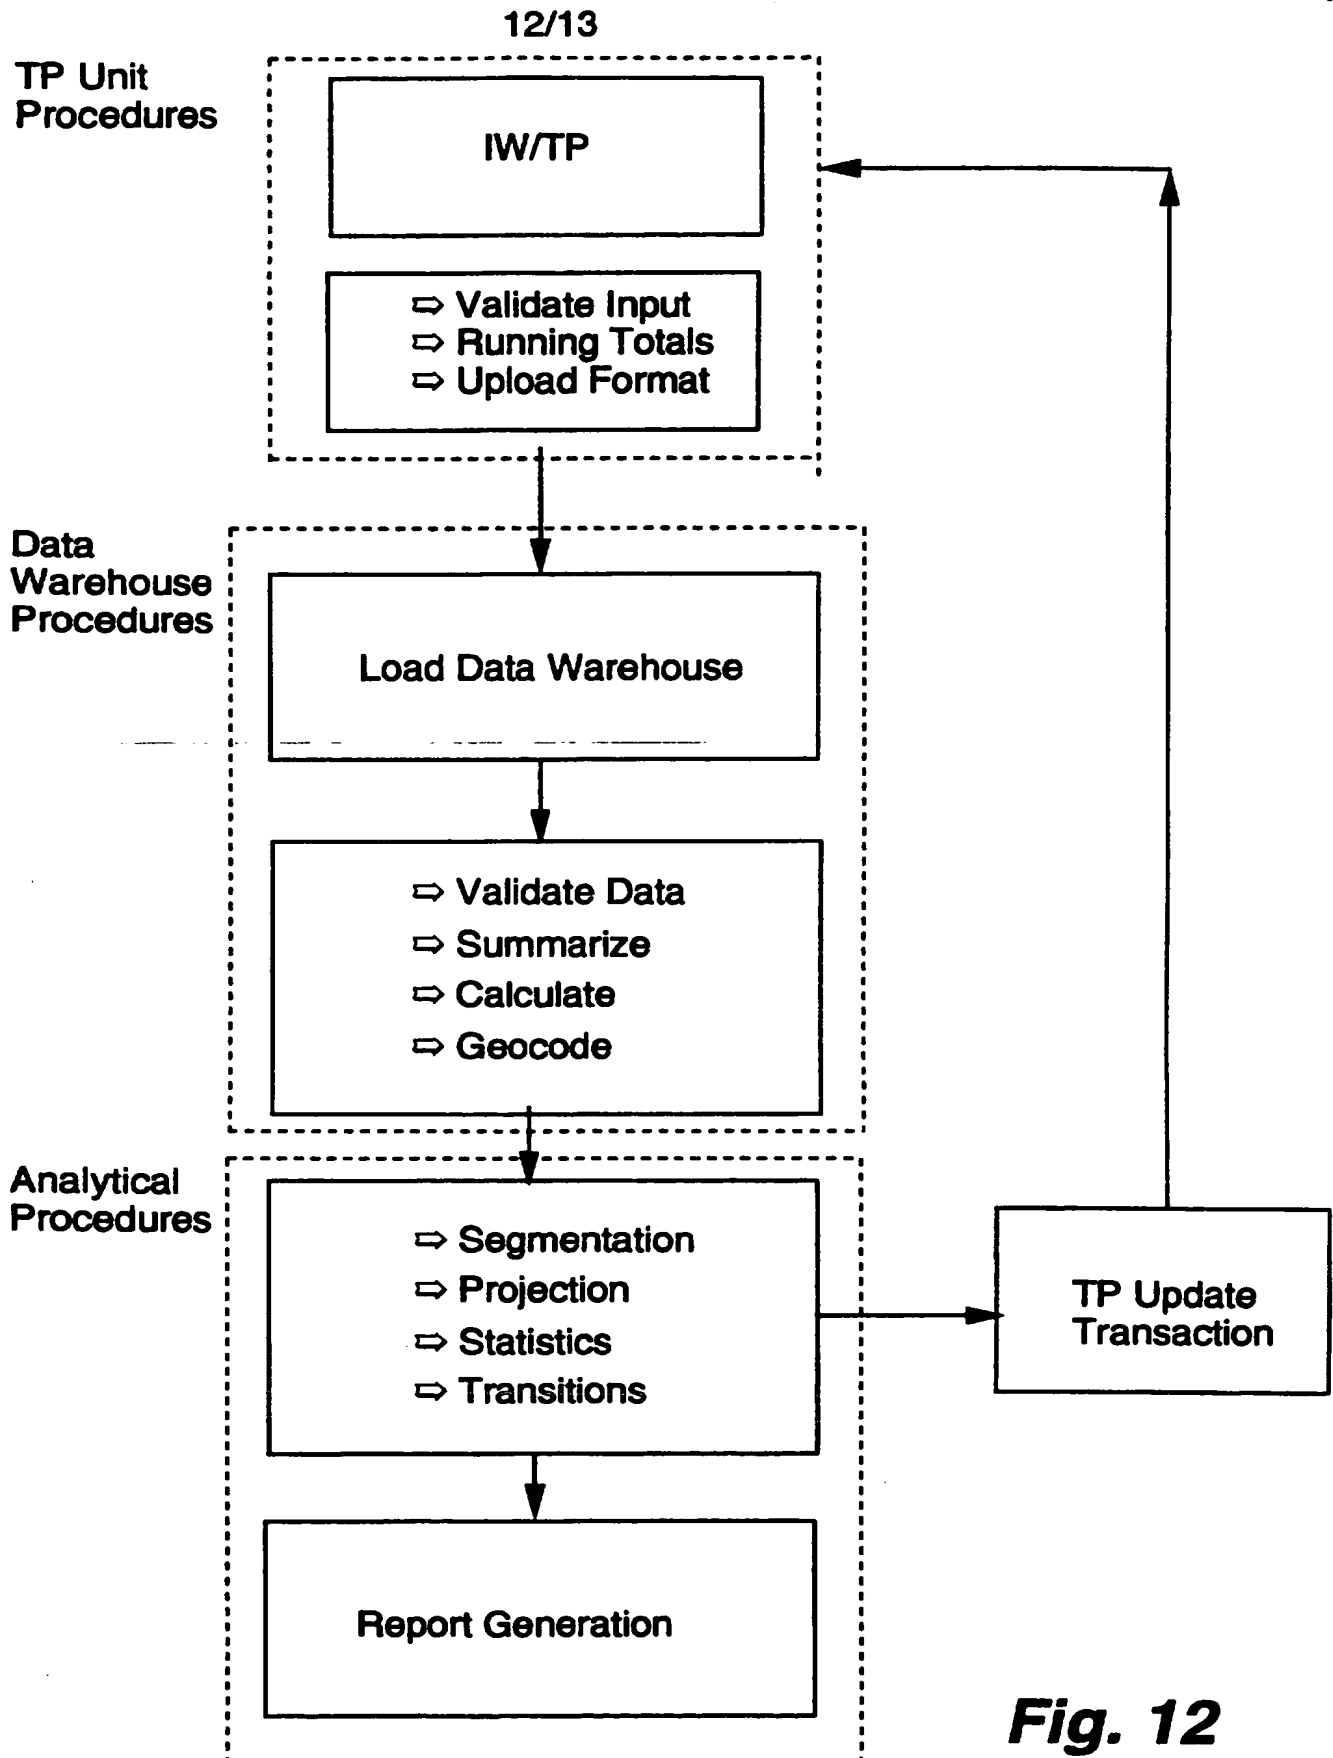 12/13
TP Unit
Procedures
IW/TP
⇨ Validate Input
⇨ Running Totals
⇨ Upload Format
Data
Warehouse
Procedures
Load Data Warehouse
⇨ Validate Data
⇨ Summarize
⇨ Calculate
⇨ Geocode
Analytical
Procedures
⇨ Segmentation
⇨ Projection
⇨ Statistics
⇨ Transitions
TP Update
Transaction
Report Generation
Fig. 12